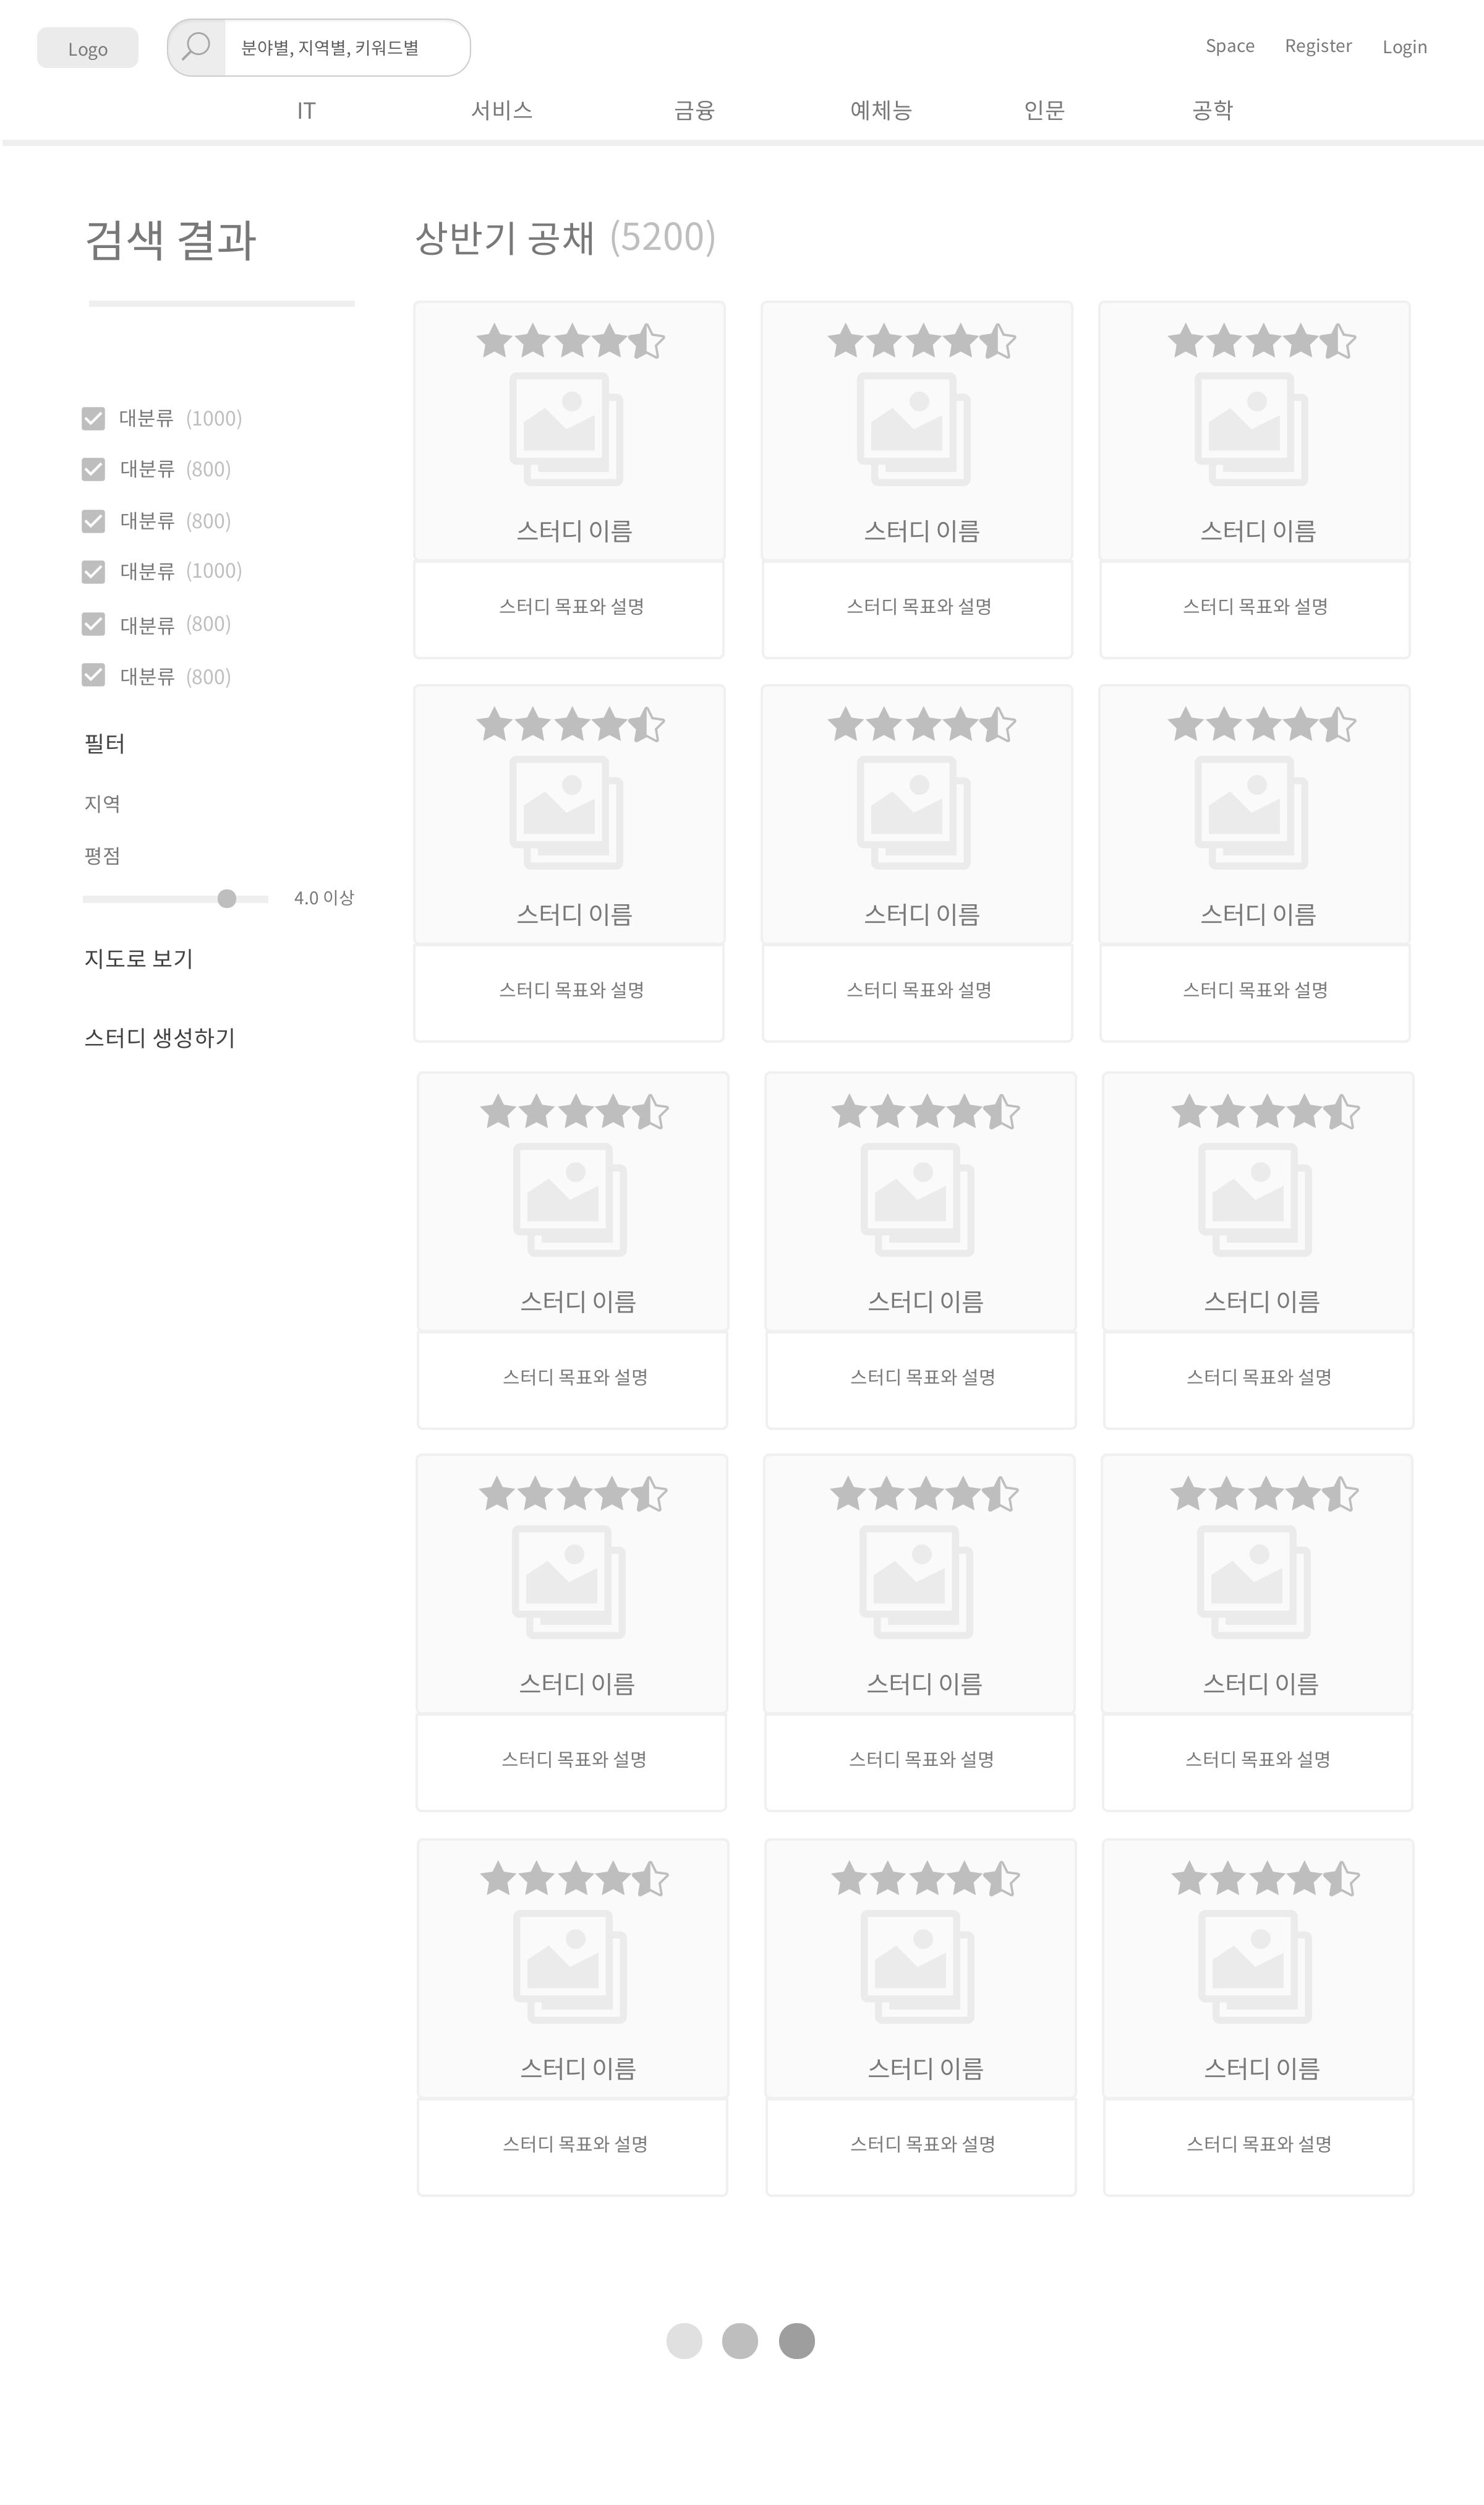 Logo
분야별, 지역별, 키워드별
Space Register Login
IT 서비스 금융 예체능 인문 공학
검색 결과
대분류 (1000)
대분류 (800)
대분류 (800)
대분류 (1000)
대분류 (800)
대분류 (800)
필터
지역
평점
4.0 이상
지도로 보기
스터디 생성하기
상반기 공채 (5200)
스터디 이름 스터디 이름 스터디 이름
스터디 목표와 설명 스터디 목표와 설명 스터디 목표와 설명
스터디 이름 스터디 이름 스터디 이름
스터디 목표와 설명 스터디 목표와 설명 스터디 목표와 설명
스터디 이름 스터디 이름 스터디 이름
스터디 목표와 설명 스터디 목표와 설명 스터디 목표와 설명
스터디 이름 스터디 이름 스터디 이름
스터디 목표와 설명 스터디 목표와 설명 스터디 목표와 설명
스터디 이름 스터디 이름 스터디 이름
스터디 목표와 설명 스터디 목표와 설명 스터디 목표와 설명